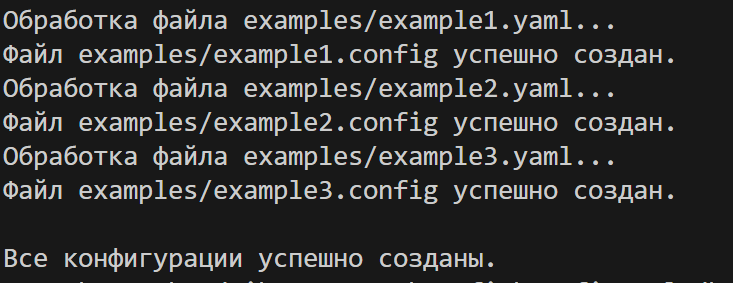 Обработка файла examples/example1.yaml...
Файл examples/example1.config успешно создан.
Обработка файла examples/example2.yaml...
Файл examples/example2.config успешно создан.
Обработка файла examples/example3.yaml...
Файл examples/example3.config успешно создан.
Все конфигурации успешно созданы.